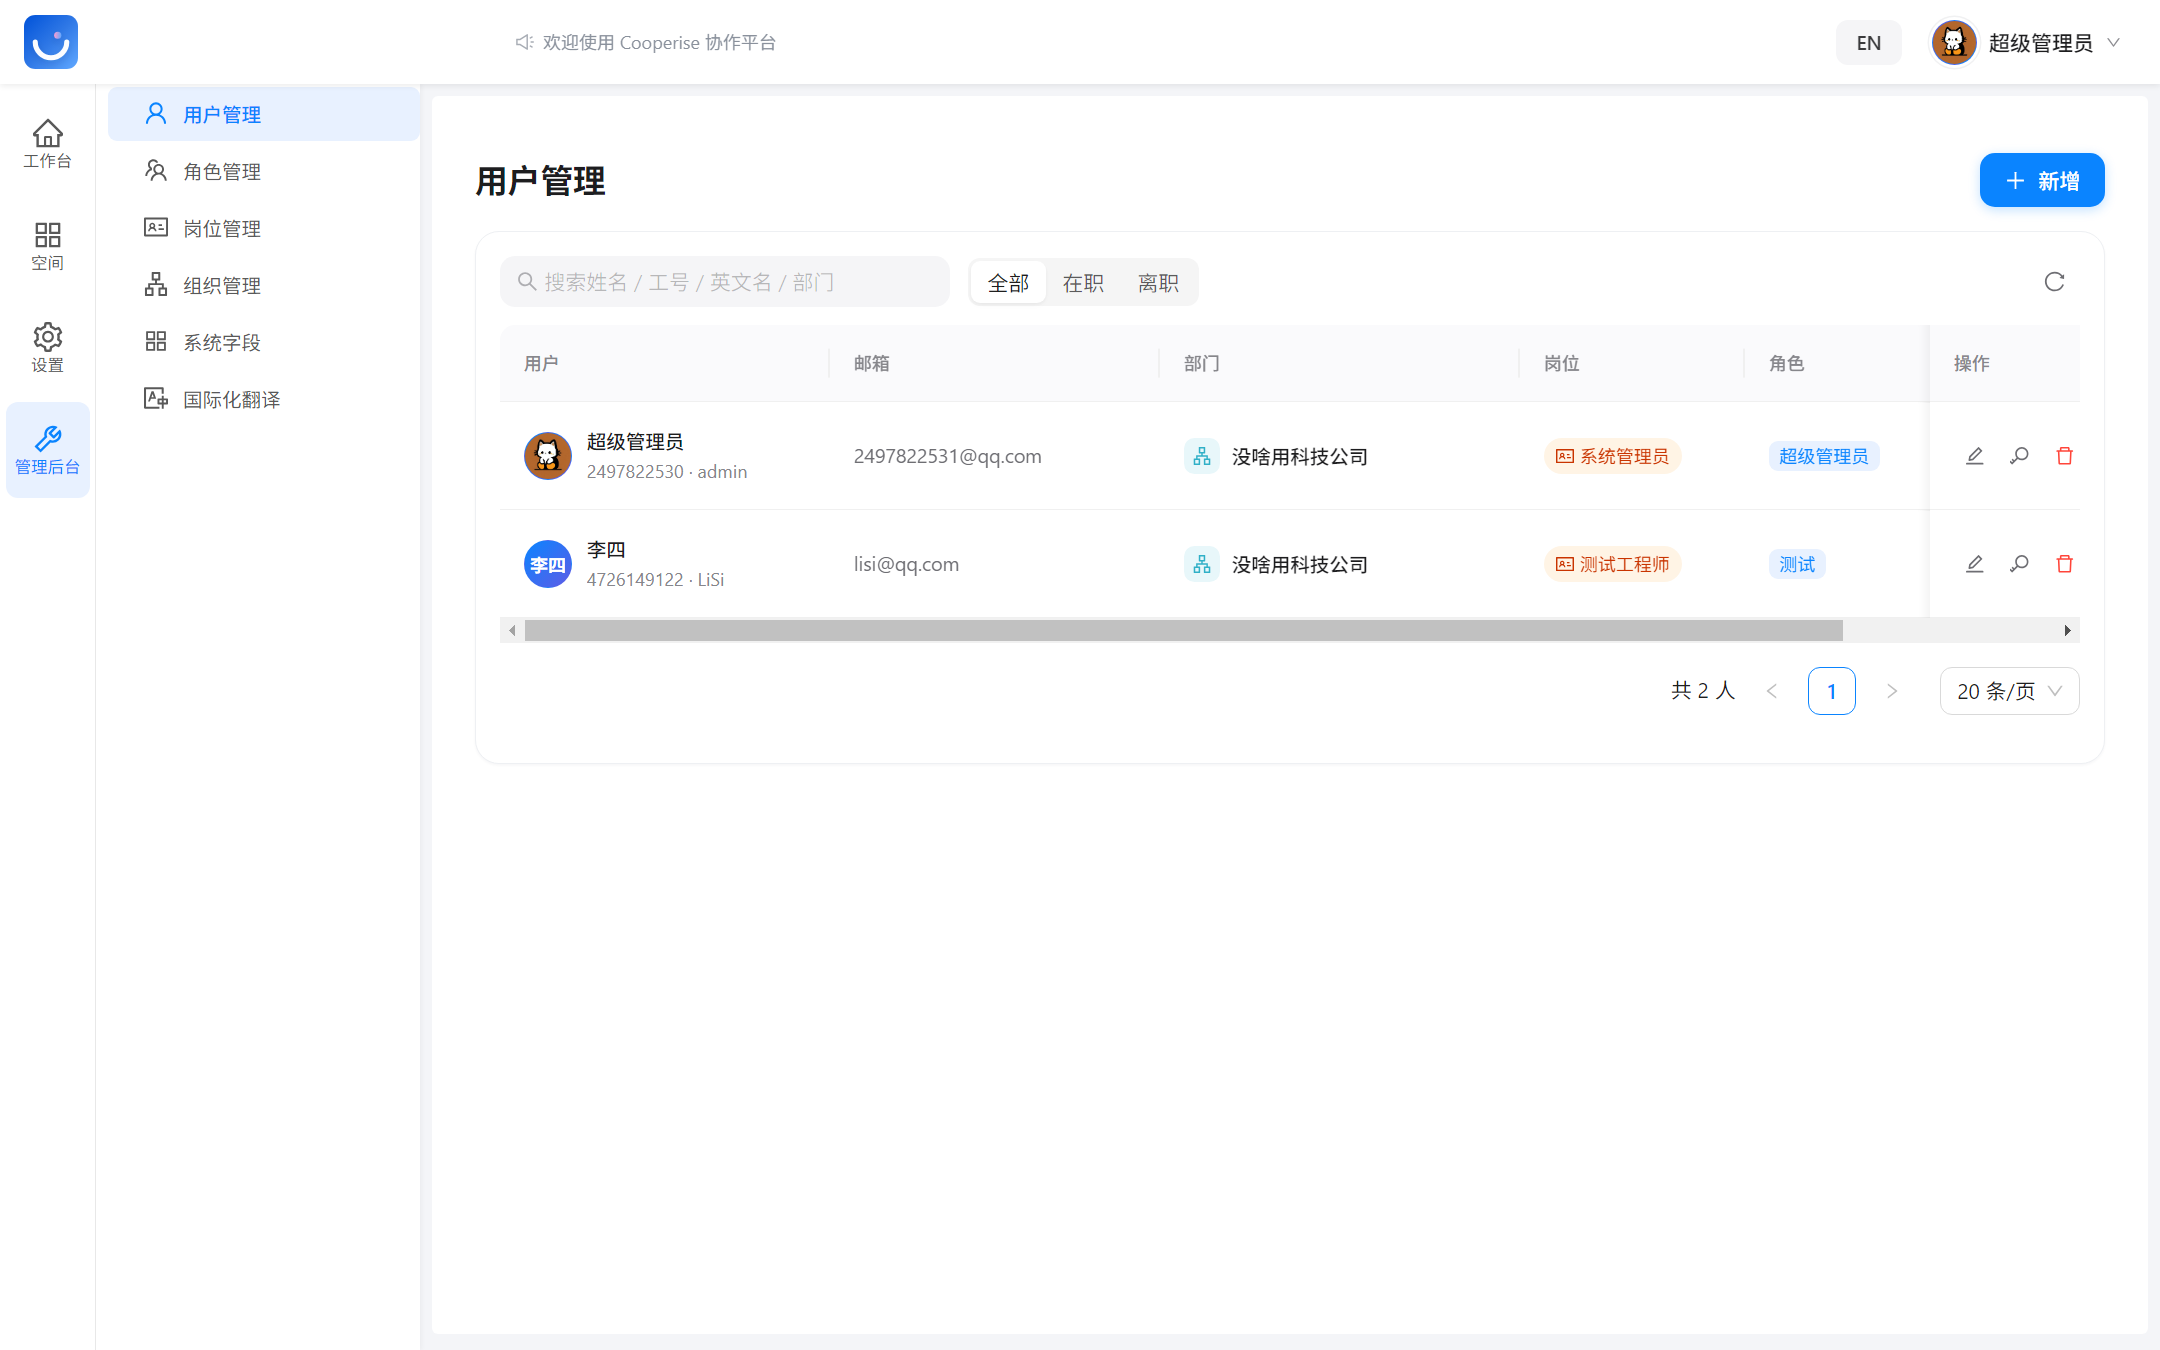 欢迎使用 Cooperise 协作平台
EN
超级管理员
工作台
空间
设置
管理后台
用户管理
角色管理
岗位管理
组织管理
系统字段
国际化翻译
用户管理
新增
搜索姓名 / 工号 / 英文名 / 部门
全部 在职 离职
用户 邮箱 部门 岗位 角色 操作
超级管理员
2497822530 · admin
2497822531@qq.com
没啥用科技公司
系统管理员
超级管理员
李四
李四
4726149122 · LiSi
lisi@qq.com
没啥用科技公司
测试工程师
测试
共 2 人
1
20 条/页